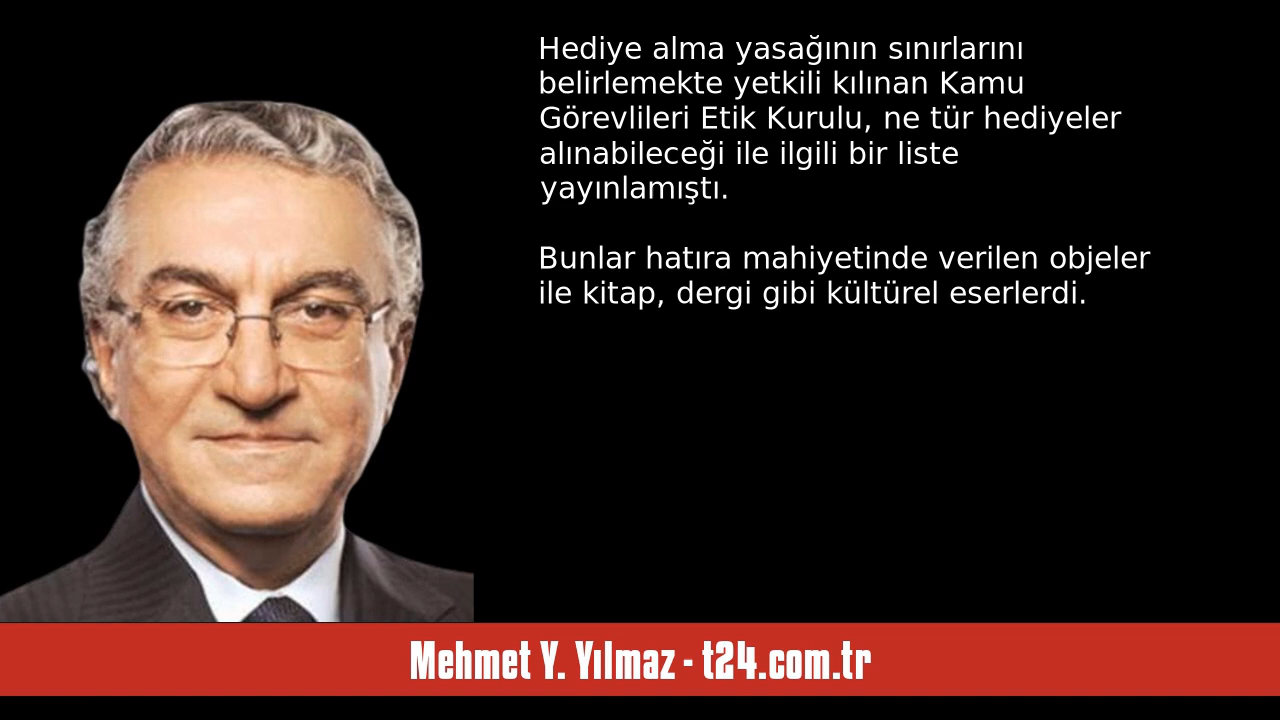 Hediye alma yasağının sınırlarını
belirlemekte yetkili kılınan Kamu
Görevlileri Etik Kurulu, ne tür hediyeler
alınabileceği ile ilgili bir liste
yayınlamıştı.
Bunlar hatıra mahiyetinde verilen objeler
ile kitap, dergi gibi kültürel eserlerdi.
Mehmet Y. Yılmaz - t24.com.tr